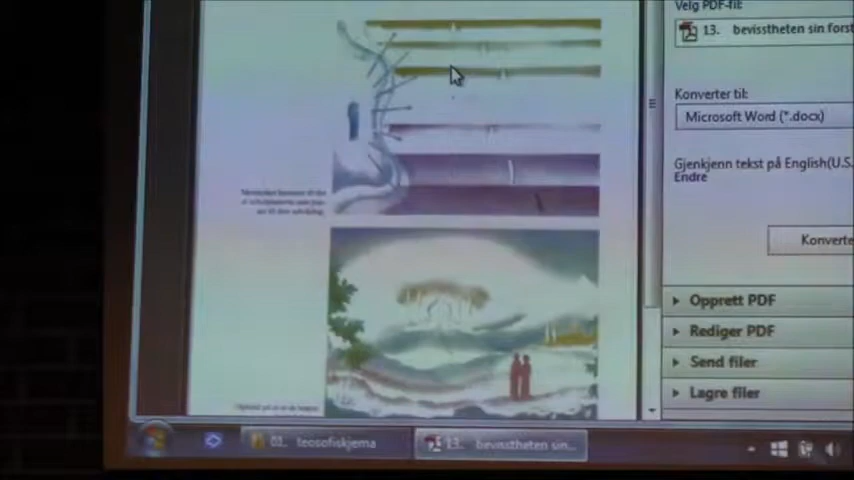 Velg PDF-fil:
13. bevisstheten sin forst
Konverter til:
Microsoft Word (*.docx)
Gjenkjenn tekst på English(U.S.
Endre
Konverte
Opprett PDF
Rediger PDF
Send filer
Lagre filer
01. teosofiskjema
13. bevisstheten sin...